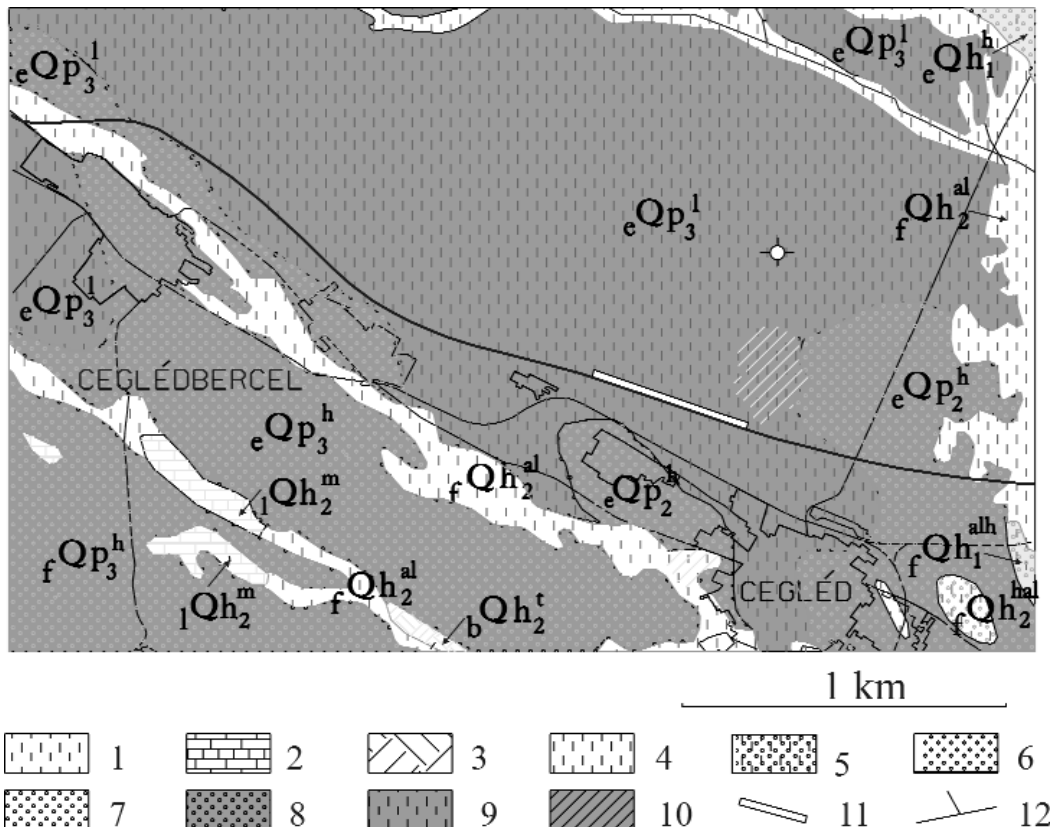 eQp₃ˡ
eQp₃ˡ
eQh₁ʰ
eQp₃ˡ
fQh₂ᵃˡ
eQp₃ˡ
CEGLÉDBERCEL
eQp₂ʰ
eQp₃ʰ
lQh₂ᵐ
fQh₂ᵃˡ
eQp₂ʰ
fQp₃ʰ
fQh₁ᵃˡʰ
lQh₂ᵐ
fQh₂ᵃˡ
bQh₂ᵗ
CEGLÉD
fQh₂ʰᵃˡ
1 km
1 2 3 4 5 6
7 8 9 10 11 12